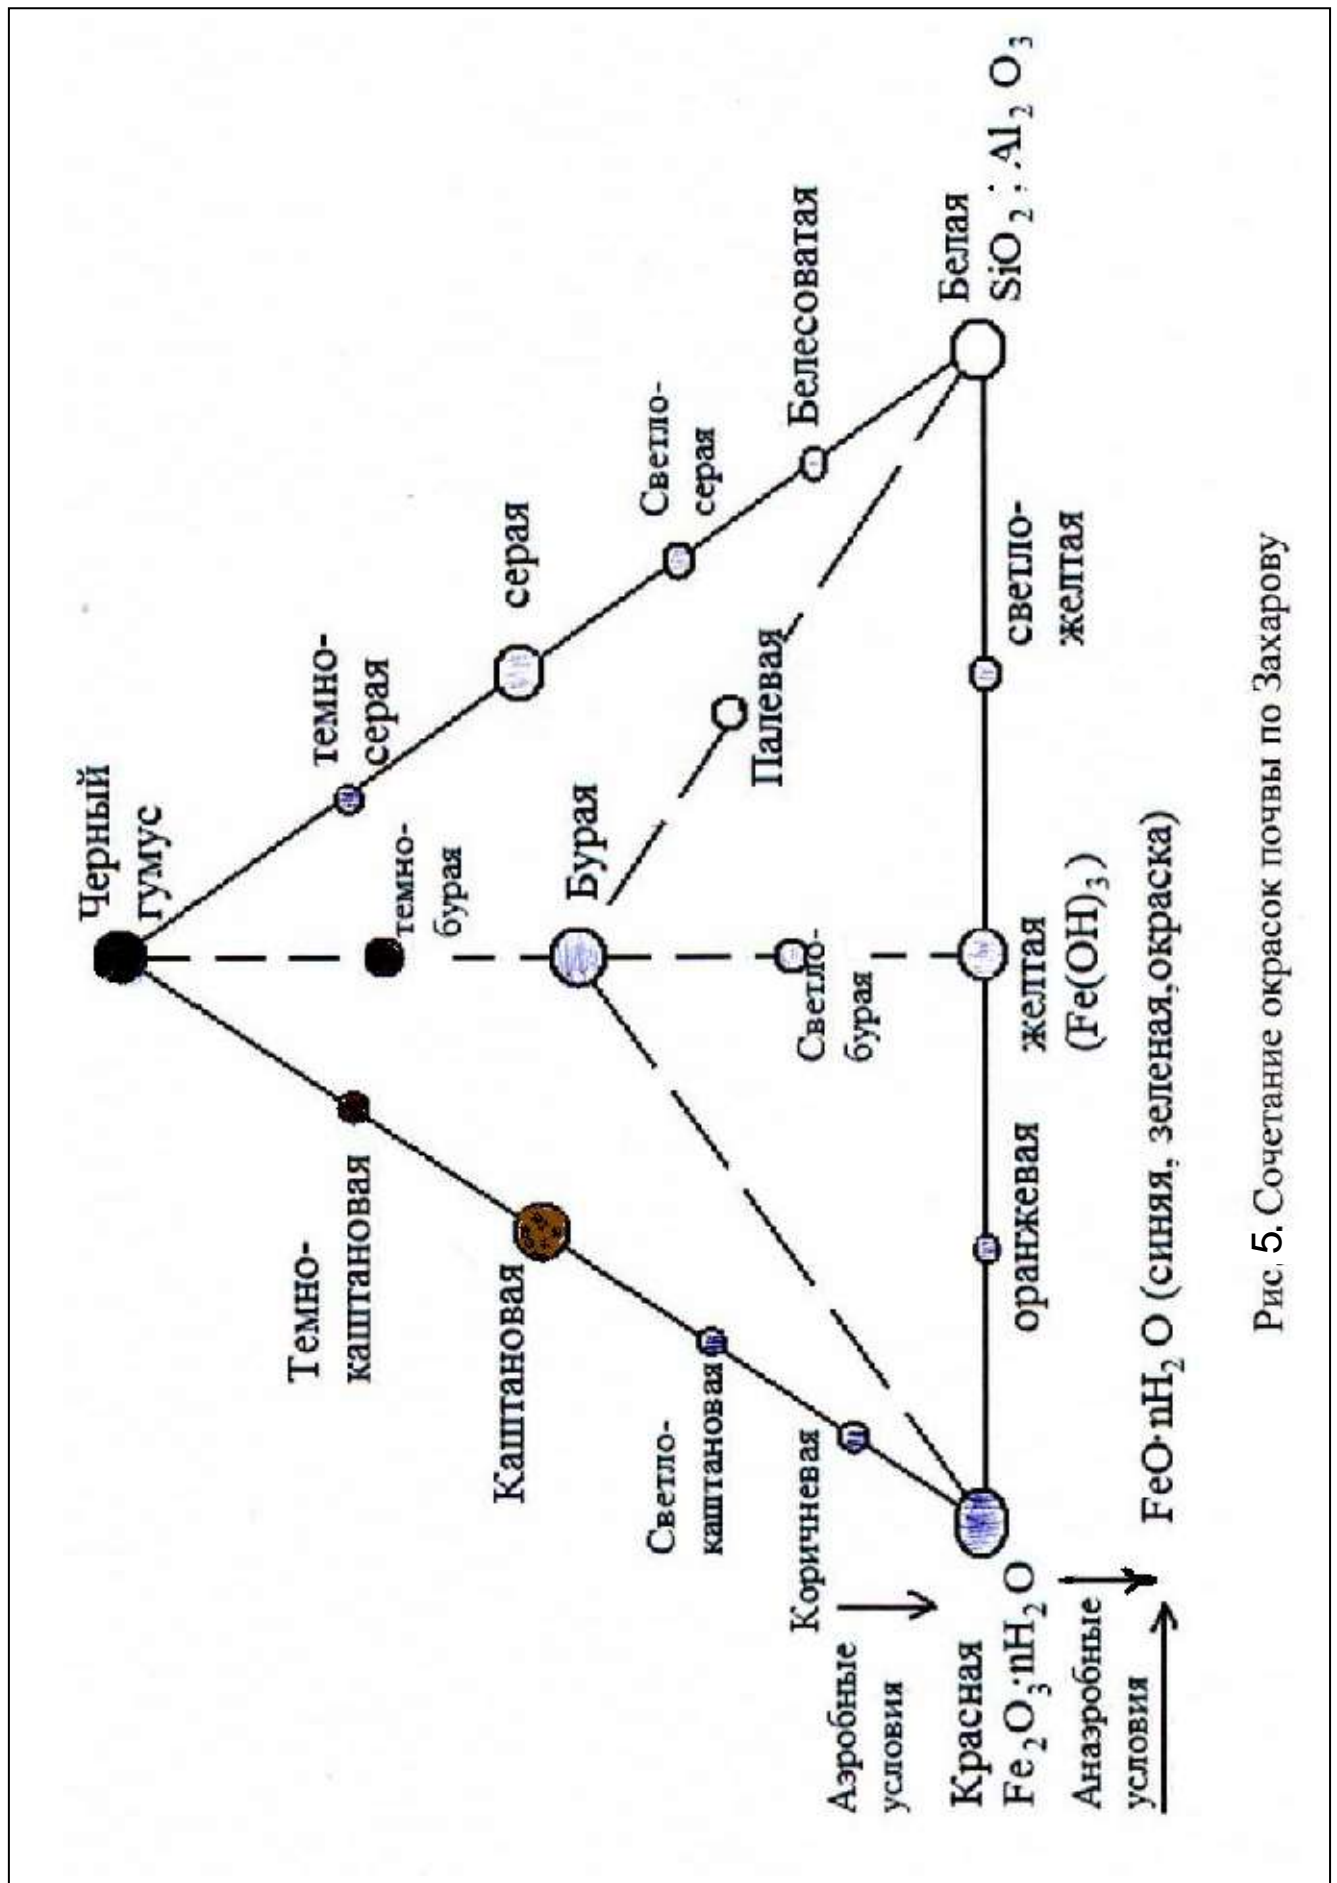 Черный
гумус
темно-
серая
серая
Светло-
серая
Белесоватая
Белая
SiO₂ : Al₂ O₃
темно-
бурая
Бурая
Палевая
Светло-
бурая
Темно-
каштановая
Каштановая
Светло-
каштановая
Коричневая
Аэробные
условия
Красная
Fe₂O₃·nH₂O
оранжевая
желтая
(Fe(OH)₃)
светло-
желтая
Анаэробные
условия
FeO·nH₂ O (синя, зеленая,окраска)
Рис. 5. Сочетание окрасок почвы по Захарову